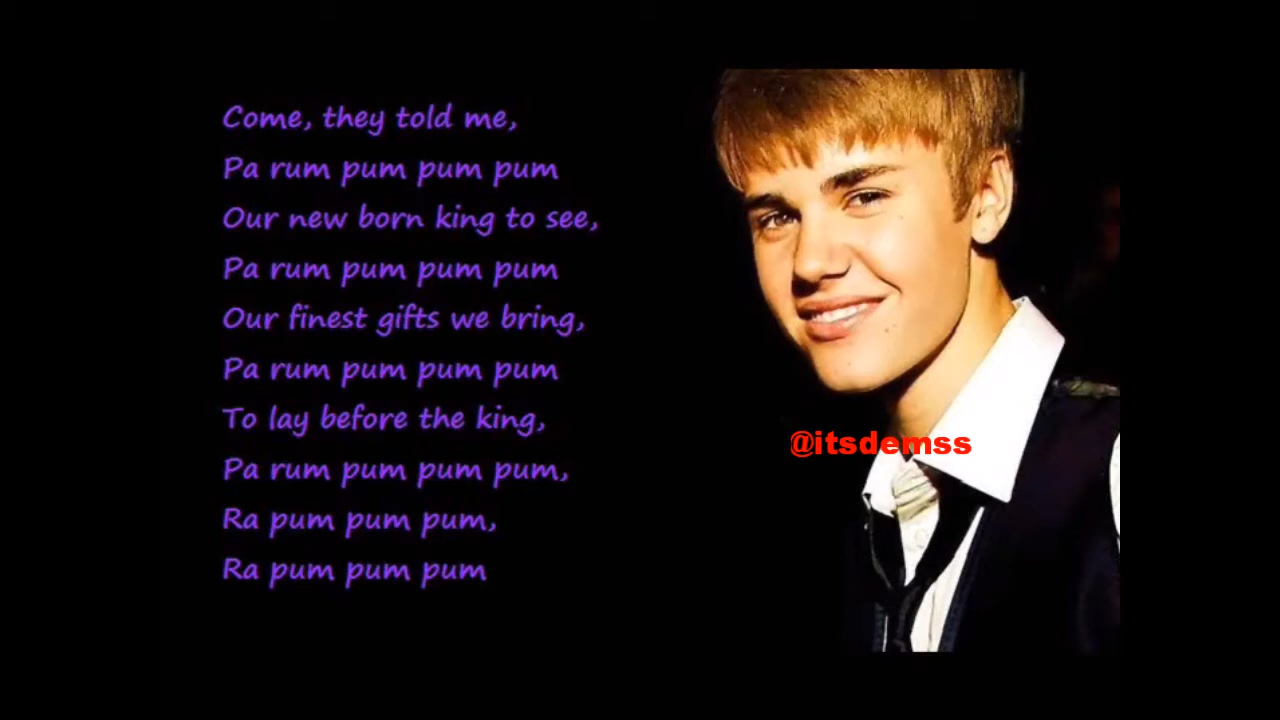 Come, they told me,
Pa rum pum pum pum
Our new born king to see,
Pa rum pum pum pum
Our finest gifts we bring,
Pa rum pum pum pum
To lay before the king,
Pa rum pum pum pum,
Ra pum pum pum,
Ra pum pum pum
@itsdemss